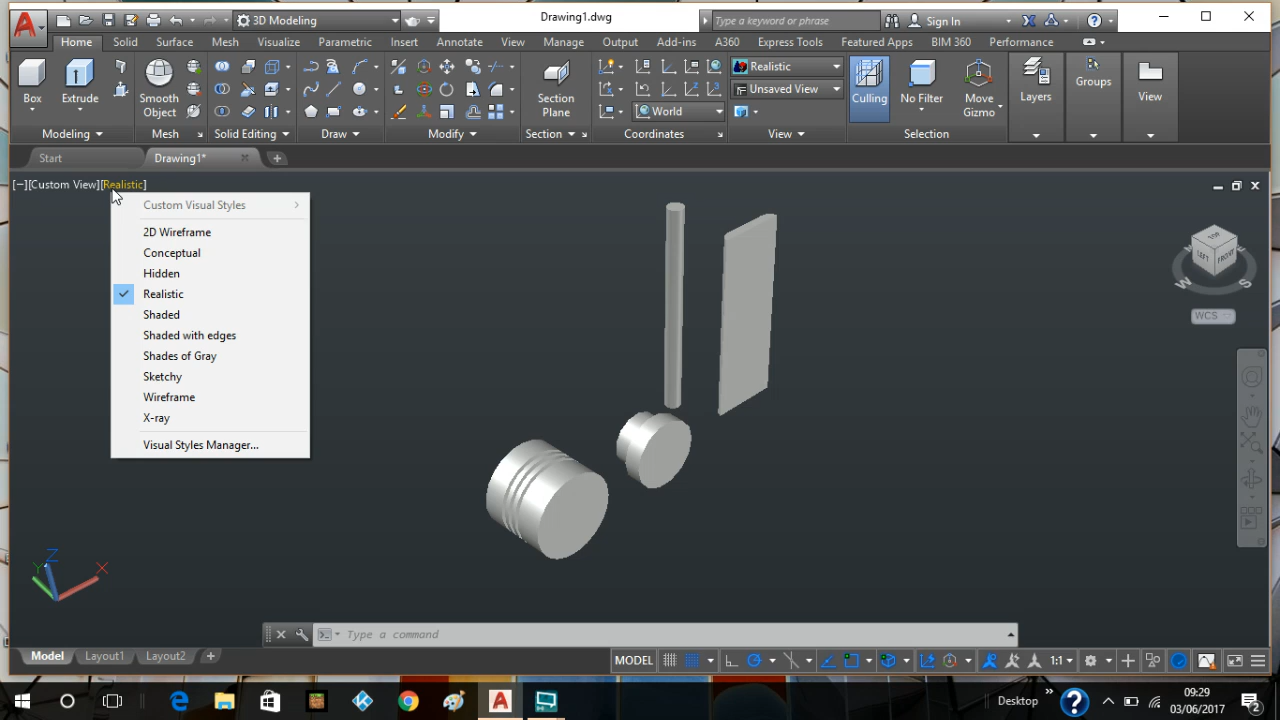 3D Modeling
Drawing1.dwg
Type a keyword or phrase
Sign In
Home Solid Surface Mesh Visualize Parametric Insert Annotate View Manage Output Add-ins A360 Express Tools Featured Apps BIM 360 Performance
Box
Extrude
Smooth Object
Section Plane
World
Realistic
Unsaved View
Culling
No Filter
Move Gizmo
Layers
Groups
View
Modeling
Mesh
Solid Editing
Draw
Modify
Section
Coordinates
View
Selection
Start
Drawing1*
[−][Custom View][Realistic]
Custom Visual Styles
2D Wireframe
Conceptual
Hidden
Realistic
Shaded
Shaded with edges
Shades of Gray
Sketchy
Wireframe
X-ray
Visual Styles Manager...
TOP
LEFT
FRONT
W
S
WCS
Z
Y
X
Type a command
Model Layout1 Layout2
MODEL
1:1
Desktop
09:29
03/06/2017
2